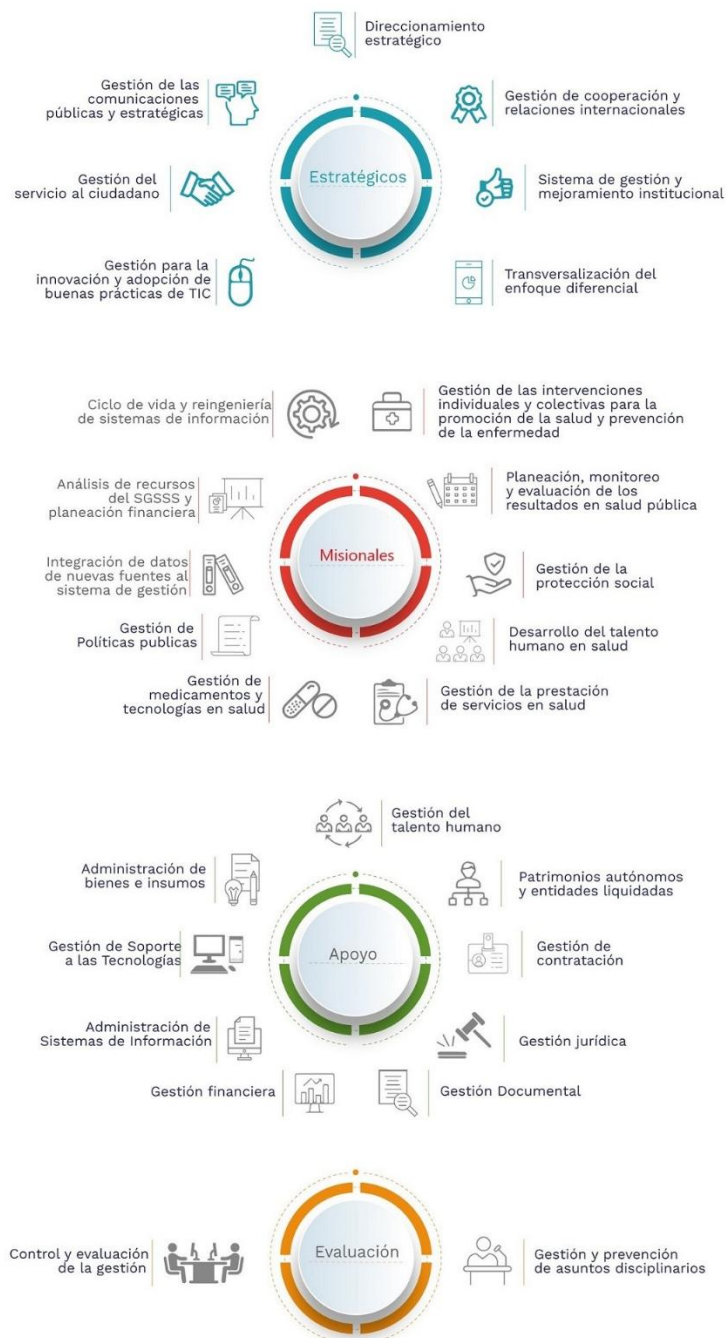 Direccionamiento
estratégico
Gestión de las
comunicaciones
públicas y estratégicas
Gestión de cooperación y
relaciones internacionales
Estratégicos
Gestión del
servicio al ciudadano
Sistema de gestión y
mejoramiento institucional
Gestión para la
innovación y adopción de
buenas prácticas de TIC
Transversalización del
enfoque diferencial
Ciclo de vida y reingeniería
de sistemas de información
Gestión de las intervenciones
individuales y colectivas para la
promoción de la salud y prevención
de la enfermedad
Análisis de recursos
del SGSSS y
planeación financiera
Planeación, monitoreo
y evaluación de los
resultados en salud pública
Misionales
Integración de datos
de nuevas fuentes al
sistema de gestión
Gestión de la
protección social
Gestión de
Políticas publicas
Desarrollo del talento
humano en salud
Gestión de
medicamentos y
tecnologías en salud
Gestión de la prestación
de servicios en salud
Gestión del
talento humano
Administración de
bienes e insumos
Patrimonios autónomos
y entidades liquidadas
Apoyo
Gestión de Soporte
a las Tecnologías
Gestión de
contratación
Administración de
Sistemas de Información
Gestión jurídica
Gestión financiera
Gestión Documental
Control y evaluación
de la gestión
Evaluación
Gestión y prevención
de asuntos disciplinarios